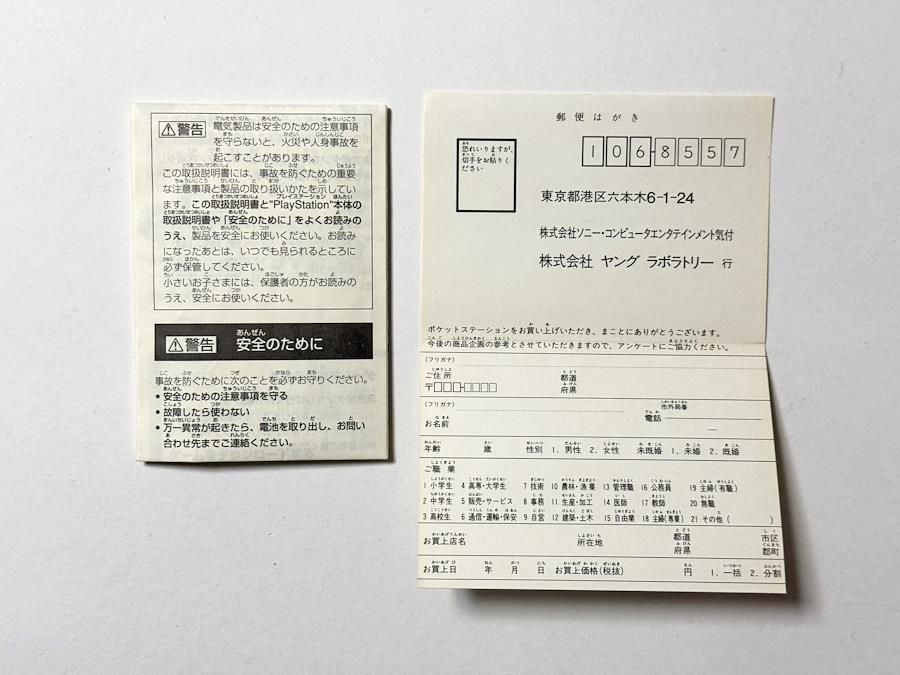 警告
電気製品は安全のための注意事項
を守らないと、火災や人身事故を
起こすことがあります。
この取扱説明書には、事故を防ぐための重要
な注意事項と製品の取り扱いかたを示してい
ます。この取扱説明書と"PlayStation"本体の
取扱説明書や「安全のために」をよくお読みの
うえ、製品を安全にお使いください。お読み
になったあとは、いつでも見られるところに
必ず保管してください。
小さいお子さまには、保護者の方がお読みの
うえ、安全にお使いください。
警告 安全のために
事故を防ぐために次のことを必ずお守りください。
• 安全のための注意事項を守る
• 故障したら使わない
• 万一異常が起きたら、電池を取り出し、お問い
合わせ先までご連絡ください。
郵便はがき
恐れいりますが、
切手をお貼りく
ださい
106-8557
東京都港区六本木6-1-24
株式会社ソニー・コンピュータエンタテインメント気付
株式会社 ヤング ラボラトリー 行
ポケットステーションをお買い上げいただき、まことにありがとうございます。
今後の商品企画の参考とさせていただきますので、アンケートにご協力ください。
(フリガナ)
ご住所 都道
〒□□□-□□□□ 府県
(フリガナ) 市外局番
お名前 電話 —
年齢 歳 性別 1. 男性 2. 女性 未既婚 1. 未婚 2. 既婚
ご職業
1 小学生 4 高専・大学生 7 技術 10 農林・漁業 13 管理職 16 公務員 19 主婦(有職)
2 中学生 5 販売・サービス 8 事務 11 生産・加工 14 医師 17 教師 20 無職
3 高校生 6 通信・運輸・保安 9 自営 12 建築・土木 15 自由業 18 主婦(専業) 21 その他( )
お買上店名 所在地 都道 市区
府県 郡町
お買上日 年 月 日 お買上価格(税抜) 円 1. 一括 2. 分割